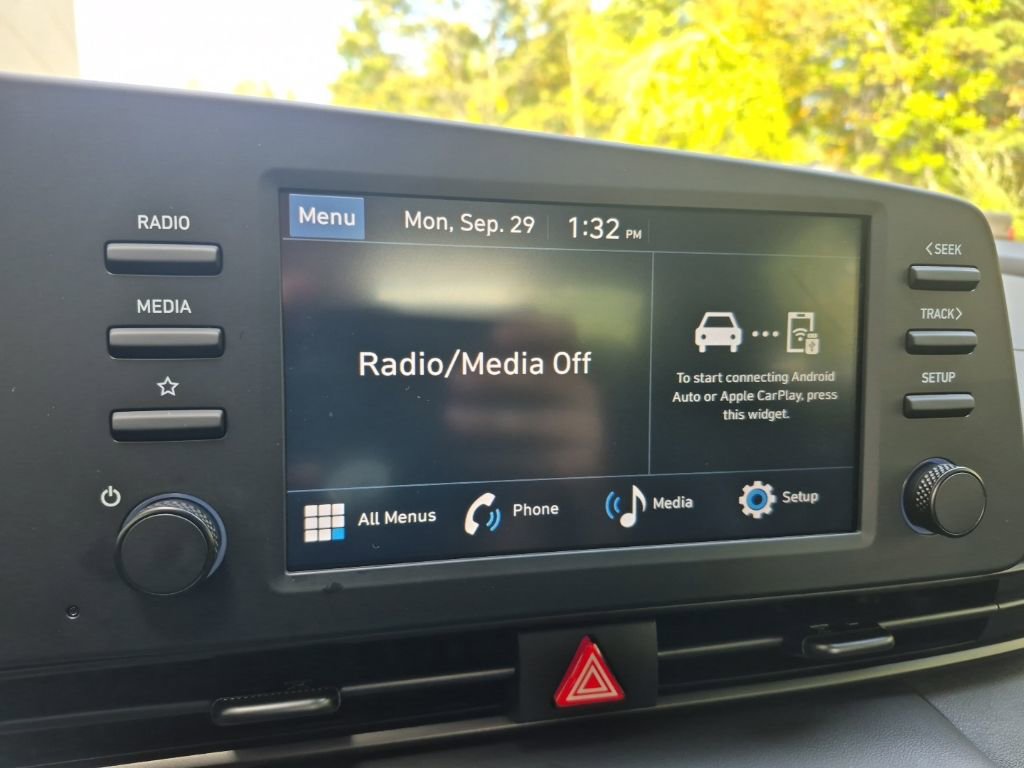 RADIO
MEDIA
Menu
Mon, Sep. 29
1:32 PM
Radio/Media Off
To start connecting Android
Auto or Apple CarPlay, press
this widget.
All Menus
Phone
Media
Setup
<SEEK
TRACK>
SETUP